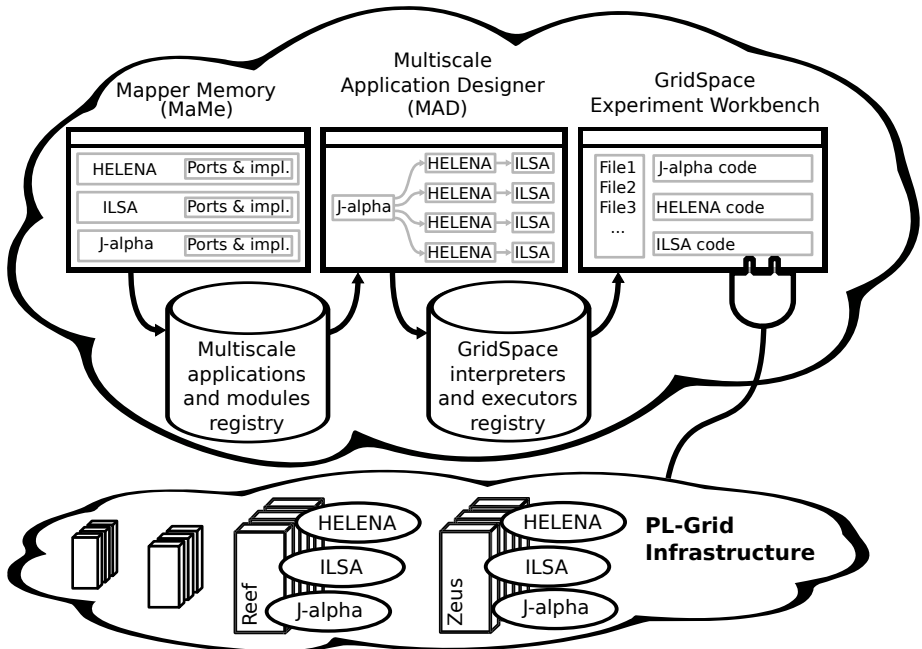 Mapper Memory
(MaMe)
HELENA
Ports & impl.
ILSA
Ports & impl.
J-alpha
Ports & impl.
Multiscale
Application Designer
(MAD)
J-alpha
HELENA
ILSA
HELENA
ILSA
HELENA
ILSA
HELENA
ILSA
GridSpace
Experiment Workbench
File1
File2
File3
...
J-alpha code
HELENA code
ILSA code
Multiscale
applications
and modules
registry
GridSpace
interpreters
and executors
registry
Reef
HELENA
ILSA
J-alpha
Zeus
HELENA
ILSA
J-alpha
PL-Grid
Infrastructure